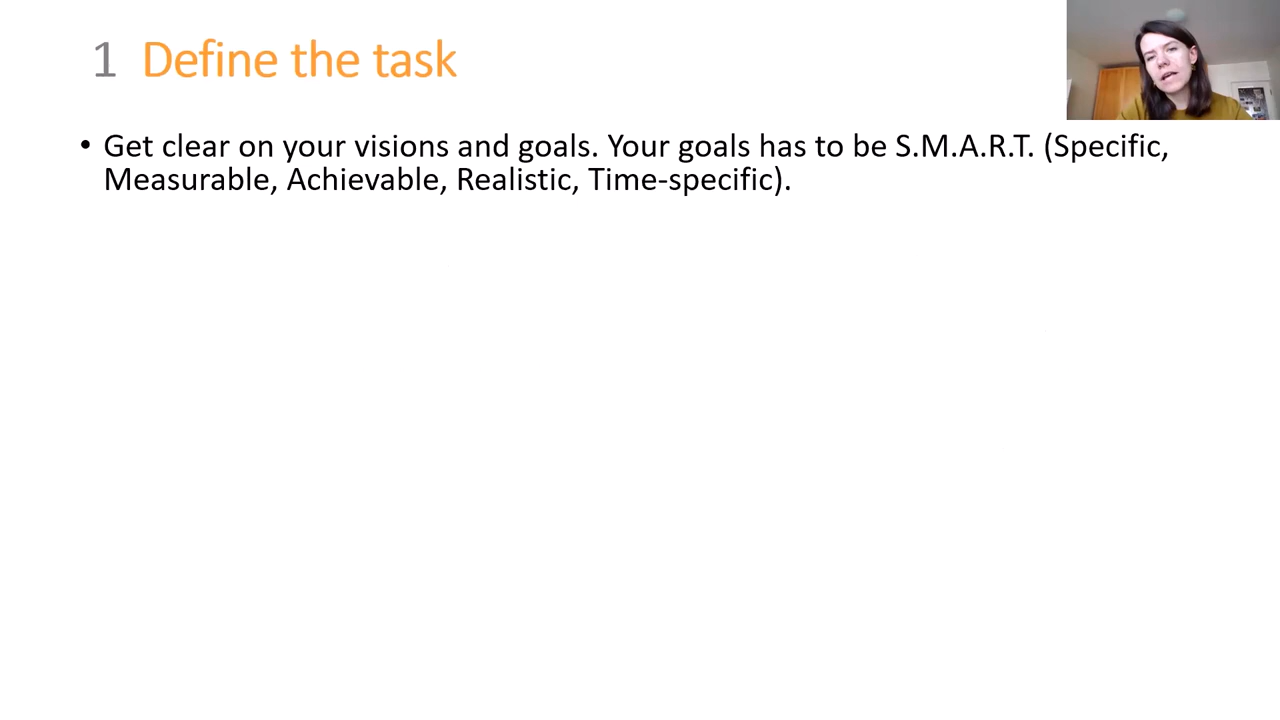 1 Define the task
• Get clear on your visions and goals. Your goals has to be S.M.A.R.T. (Specific,
Measurable, Achievable, Realistic, Time-specific).